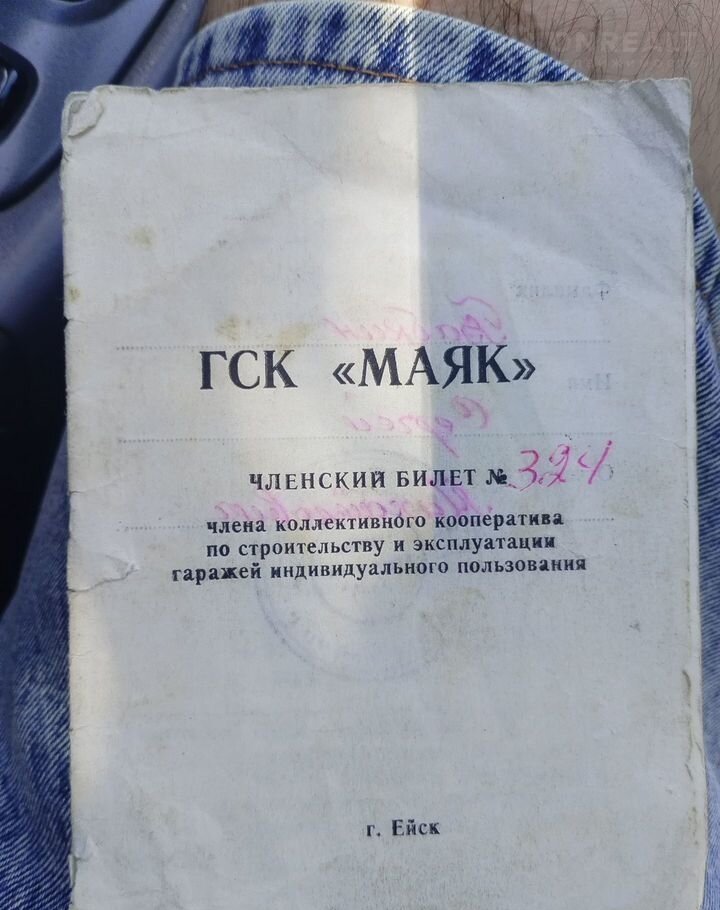 ГСК «МАЯК»
ЧЛЕНСКИЙ БИЛЕТ № 324
члена коллективного кооператива
по строительству и эксплуатации
гаражей индивидуального пользования
г. Ейск